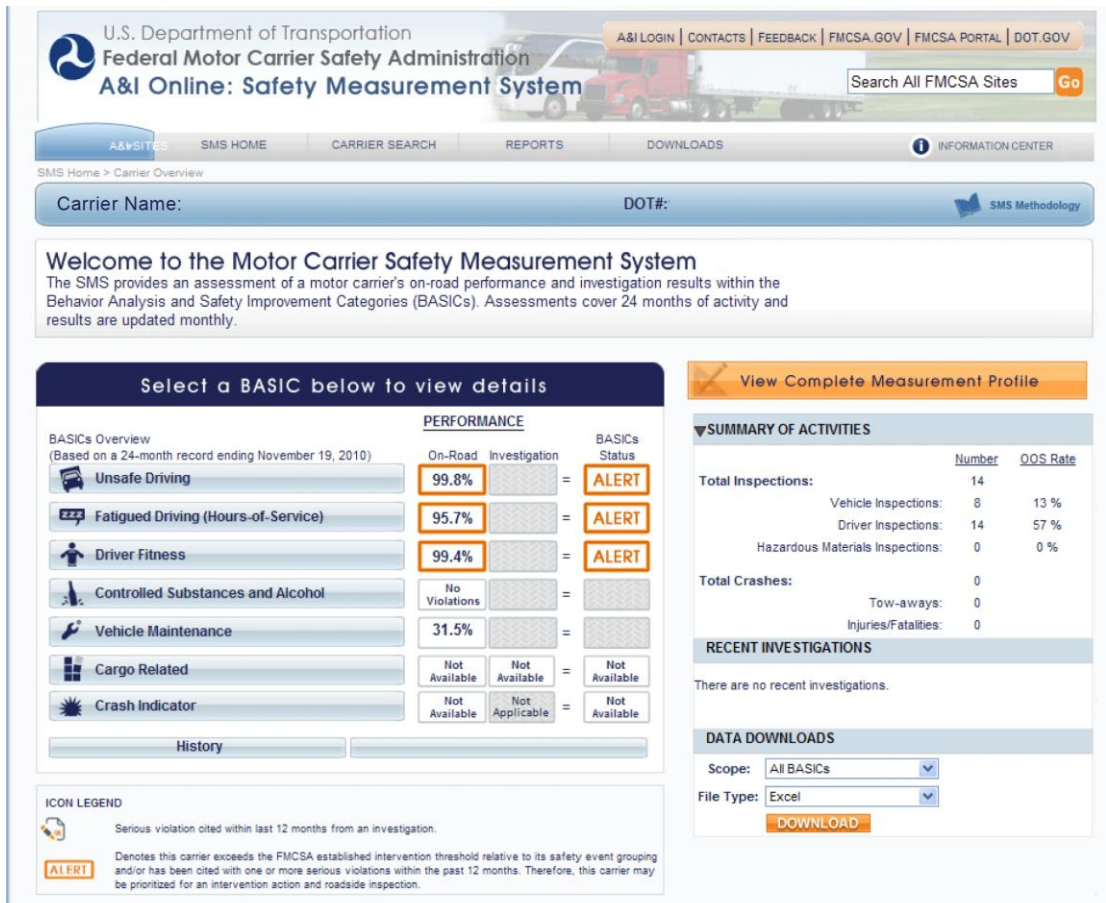 U.S. Department of Transportation
Federal Motor Carrier Safety Administration
A&I Online: Safety Measurement System
A&I LOGIN | CONTACTS | FEEDBACK | FMCSA.GOV | FMCSA PORTAL | DOT.GOV
Search All FMCSA Sites Go
A&I SITES SMS HOME CARRIER SEARCH REPORTS DOWNLOADS i INFORMATION CENTER
SMS Home > Carrier Overview
Carrier Name: DOT#: SMS Methodology
Welcome to the Motor Carrier Safety Measurement System
The SMS provides an assessment of a motor carrier's on-road performance and investigation results within the
Behavior Analysis and Safety Improvement Categories (BASICs). Assessments cover 24 months of activity and
results are updated monthly.
Select a BASIC below to view details
PERFORMANCE
BASICs Overview
(Based on a 24-month record ending November 19, 2010) On-Road Investigation BASICs Status
Unsafe Driving 99.8% = ALERT
ZZZ Fatigued Driving (Hours-of-Service) 95.7% = ALERT
Driver Fitness 99.4% = ALERT
Controlled Substances and Alcohol No Violations =
Vehicle Maintenance 31.5% =
Cargo Related Not Available Not Available = Not Available
Crash Indicator Not Available Not Applicable = Not Available
History
ICON LEGEND
Serious violation cited within last 12 months from an investigation.
ALERT
Denotes this carrier exceeds the FMCSA established intervention threshold relative to its safety event grouping
and/or has been cited with one or more serious violations within the past 12 months. Therefore, this carrier may
be prioritized for an intervention action and roadside inspection.
View Complete Measurement Profile
SUMMARY OF ACTIVITIES
Number OOS Rate
Total Inspections: 14
Vehicle Inspections: 8 13 %
Driver Inspections: 14 57 %
Hazardous Materials Inspections: 0 0 %
Total Crashes: 0
Tow-aways: 0
Injuries/Fatalities: 0
RECENT INVESTIGATIONS
There are no recent investigations.
DATA DOWNLOADS
Scope: All BASICs
File Type: Excel
DOWNLOAD